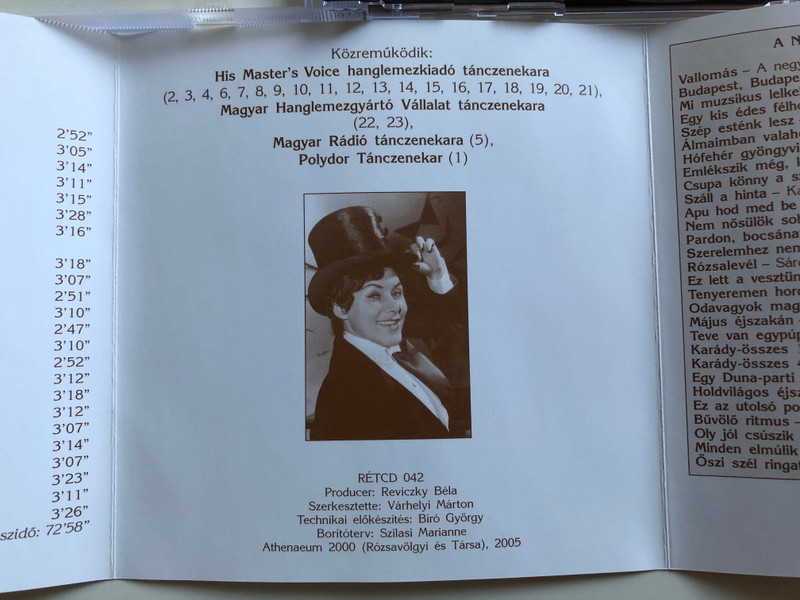 2’52”
3’05”
3’14”
3’11”
3’15”
3’28”
3’16”
3’18”
3’07”
2’51”
3’10”
2’47”
3’10”
2’52”
3’12”
3’18”
3’12”
3’07”
3’14”
3’07”
3’23”
3’11”
3’26”
szidő: 72’58”
Közreműködik:
His Master’s Voice hanglemezkiadó tánczenekara
(2, 3, 4, 6, 7, 8, 9, 10, 11, 12, 13, 14, 15, 16, 17, 18, 19, 20, 21),
Magyar Hanglemezgyártó Vállalat tánczenekara
(22, 23),
Magyar Rádió tánczenekara (5),
Polydor Tánczenekar (1)
RÉTCD 042
Producer: Reviczky Béla
Szerkesztette: Várhelyi Márton
Technikai előkészítés: Bíró György
Borítóterv: Szilasi Marianne
Athenaeum 2000 (Rózsavölgyi és Társa), 2005
A N
Vallomás – A negy
Budapest, Budape
Mi muzsikus lelke
Egy kis édes félho
Szép esténk lesz
Álmaimban valah
Hófehér gyöngyvi
Emlékszik még,
Csupa könny a sz
Száll a hinta – Ka
Apu hod med be
Nem nősülök sol
Pardon, bocsána
Szerelemhez nem
Rózsalevél – Sáro
Ez lett a vesztün
Tenyeremen hord
Odavagyok mag
Május éjszakán
Teve van egypúp
Karády-összes
Karády-összes
Egy Duna-parti
Holdvilágos éjsz
Ez az utolsó po
Bűvölő ritmus –
Oly jól csúszik
Minden elmúlik
Őszi szél ringat